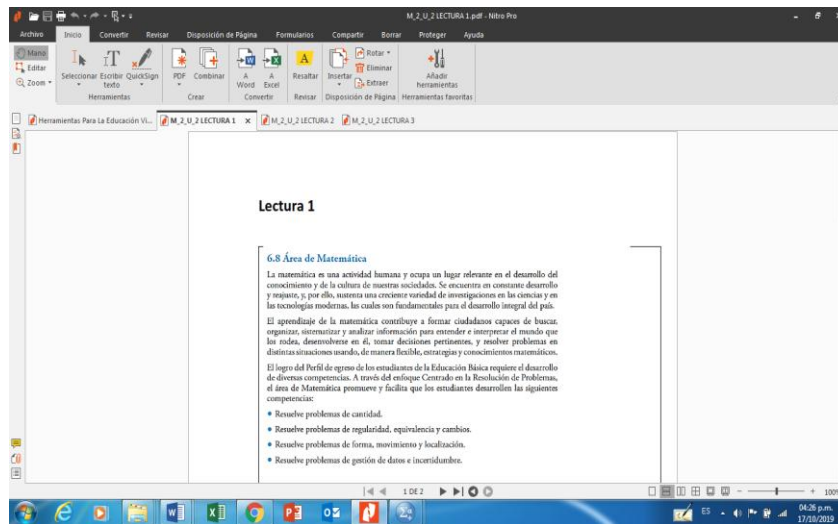 M_2_U_2 LECTURA 1.pdf - Nitro Pro
Archivo Inicio Convertir Revisar Disposición de Página Formularios Compartir Borrar Proteger Ayuda
Mano
Editar
Zoom
Seleccionar Escribir texto QuickSign
Herramientas
PDF Combinar
Crear
A Word A Excel
Convertir
Resaltar
Revisar
Insertar
Rotar
Eliminar
Extraer
Disposición de Página
Añadir herramientas
Herramientas favoritas
Herramientas Para La Educación Vi... M_2_U_2 LECTURA 1 x M_2_U_2 LECTURA 2 M_2_U_2 LECTURA 3
Lectura 1
6.8 Área de Matemática
La matemática es una actividad humana y ocupa un lugar relevante en el desarrollo del
conocimiento y de la cultura de nuestras sociedades. Se encuentra en constante desarrollo
y reajuste, y, por ello, sustenta una creciente variedad de investigaciones en las ciencias y en
las tecnologías modernas, las cuales son fundamentales para el desarrollo integral del país.
El aprendizaje de la matemática contribuye a formar ciudadanos capaces de buscar,
organizar, sistematizar y analizar información para entender e interpretar el mundo que
los rodea, desenvolverse en él, tomar decisiones pertinentes, y resolver problemas en
distintas situaciones usando, de manera flexible, estrategias y conocimientos matemáticos.
El logro del Perfil de egreso de los estudiantes de la Educación Básica requiere el desarrollo
de diversas competencias. A través del enfoque Centrado en la Resolución de Problemas,
el área de Matemática promueve y facilita que los estudiantes desarrollen las siguientes
competencias:
• Resuelve problemas de cantidad.
• Resuelve problemas de regularidad, equivalencia y cambios.
• Resuelve problemas de forma, movimiento y localización.
• Resuelve problemas de gestión de datos e incertidumbre.
1 DE 2
100%
ES
04:26 p.m.
17/10/2019